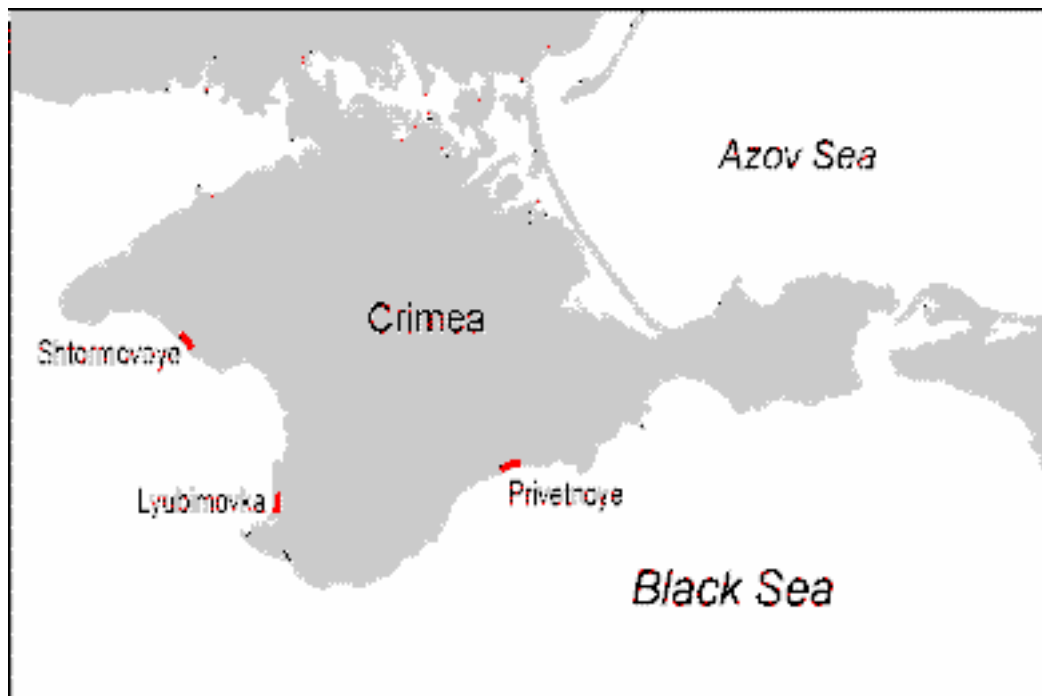 Azov Sea
Crimea
Shtormovoye
Lyubimovka
Privetnoye
Black Sea